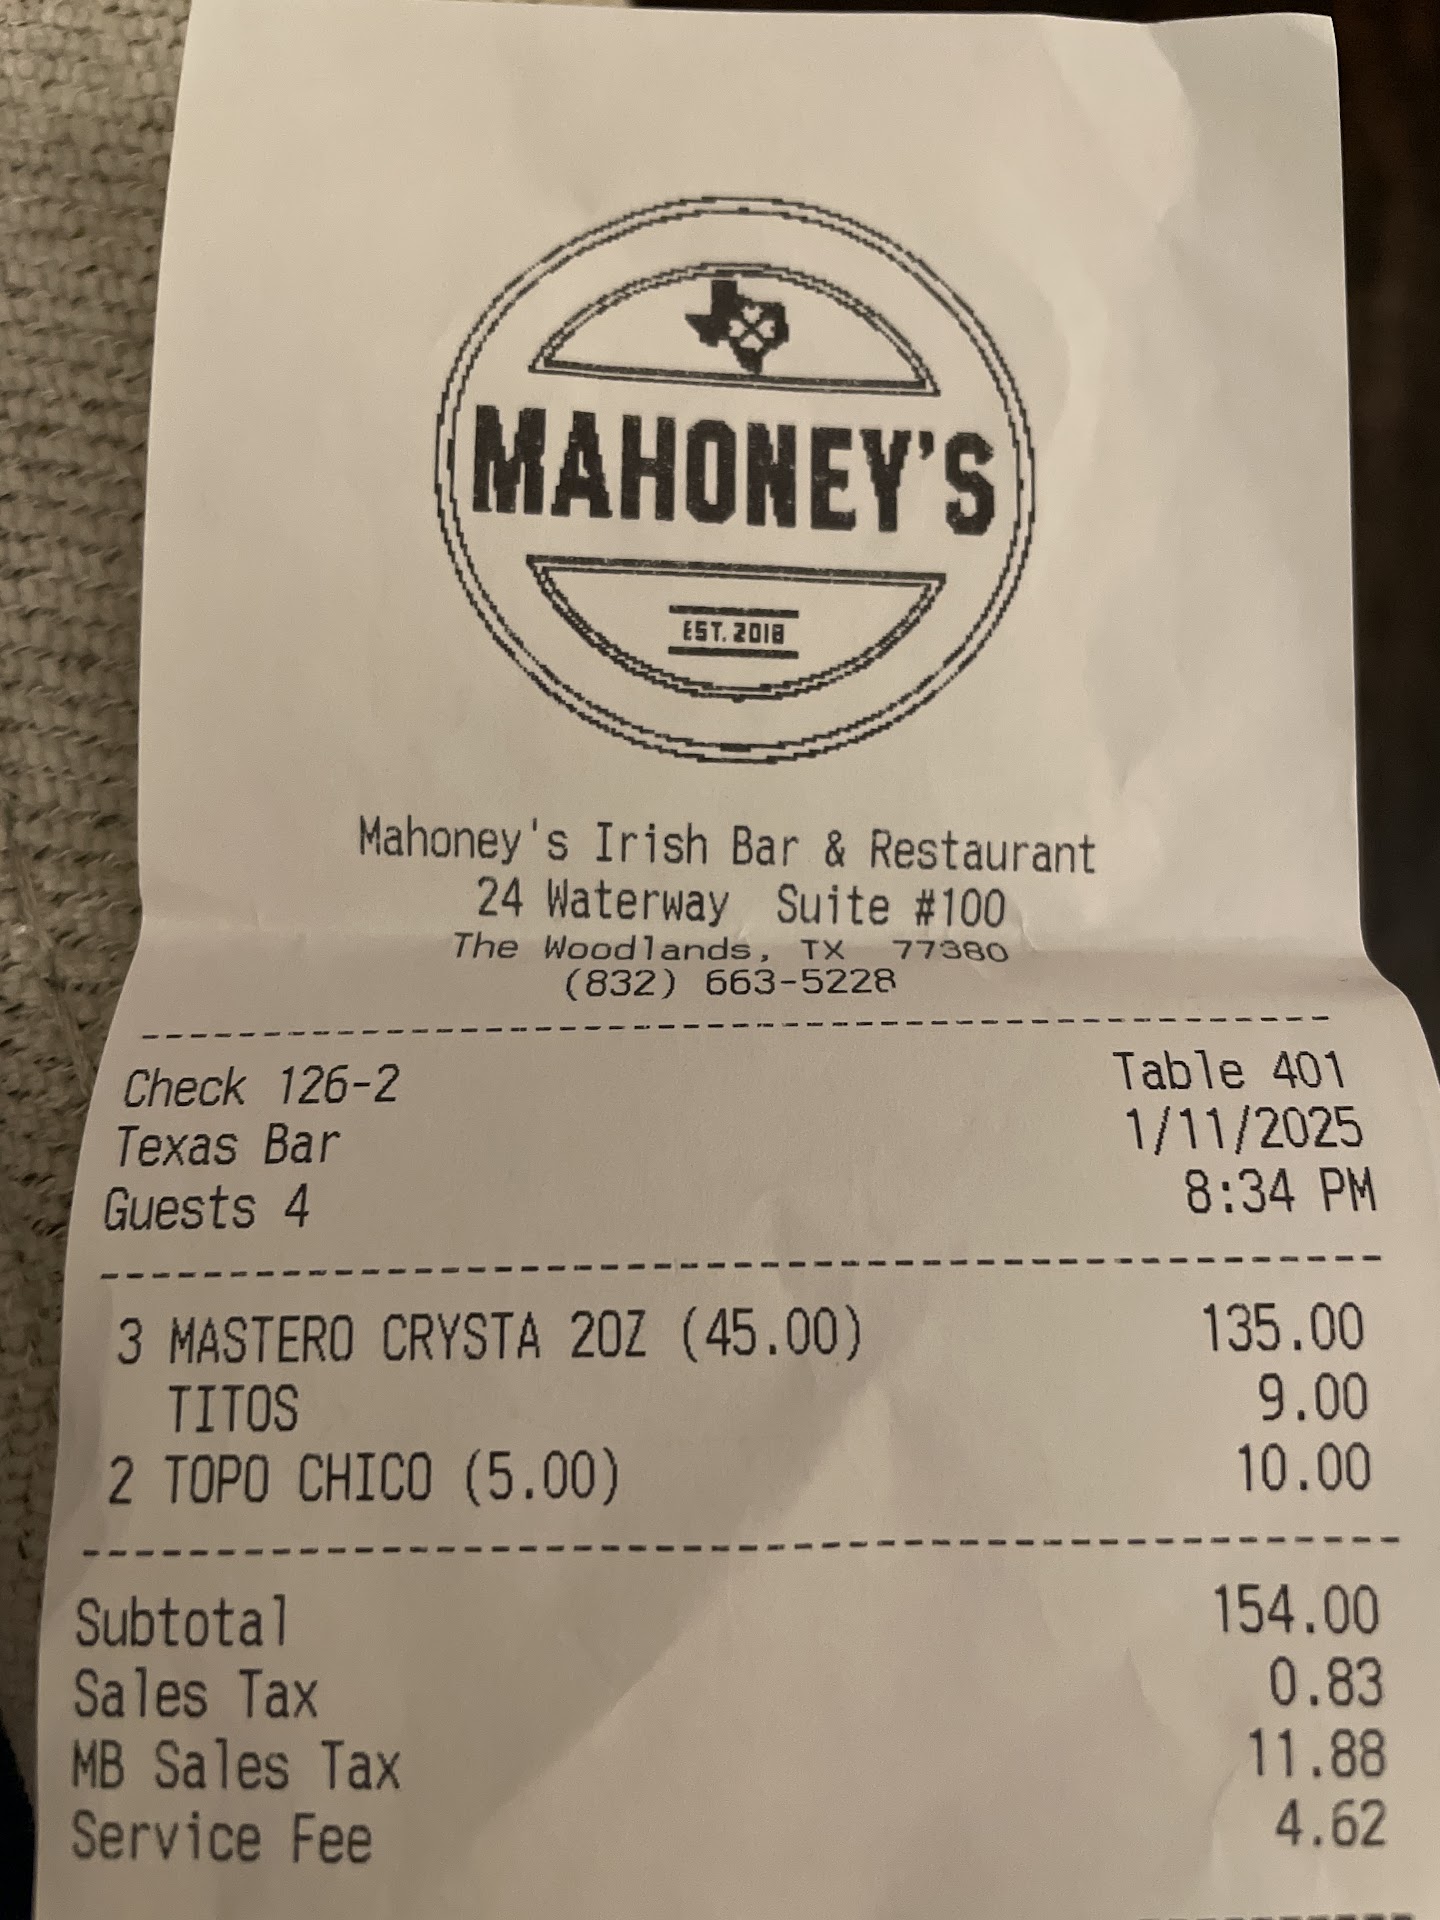 MAHONEY'S
EST. 2018
Mahoney's Irish Bar & Restaurant
24 Waterway Suite #100
The Woodlands, TX 77380
(832) 663-5228
Check 126-2 Table 401
Texas Bar 1/11/2025
Guests 4 8:34 PM
3 MASTERO CRYSTA 2OZ (45.00) 135.00
TITOS 9.00
2 TOPO CHICO (5.00) 10.00
Subtotal 154.00
Sales Tax 0.83
MB Sales Tax 11.88
Service Fee 4.62